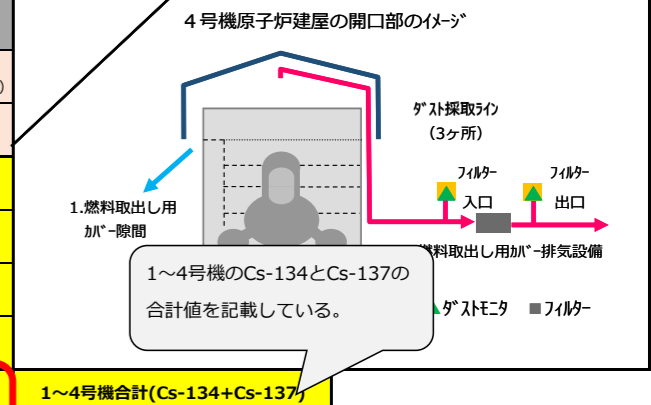 ４号機原子炉建屋の開口部のｲﾒｰｼﾞ
ﾀﾞｽﾄ採取ﾗｲﾝ
（3ヶ所）
ﾌｨﾙﾀｰ
入口
ﾌｨﾙﾀｰ
出口
1.燃料取出し用
ｶﾊﾞｰ隙間
燃料取出し用ｶﾊﾞｰ排気設備
1～4号機のCs-134とCs-137の
合計値を記載している。
ﾀﾞｽﾄﾓﾆﾀ
ﾌｨﾙﾀｰ
1～4号機合計(Cs-134+Cs-137)